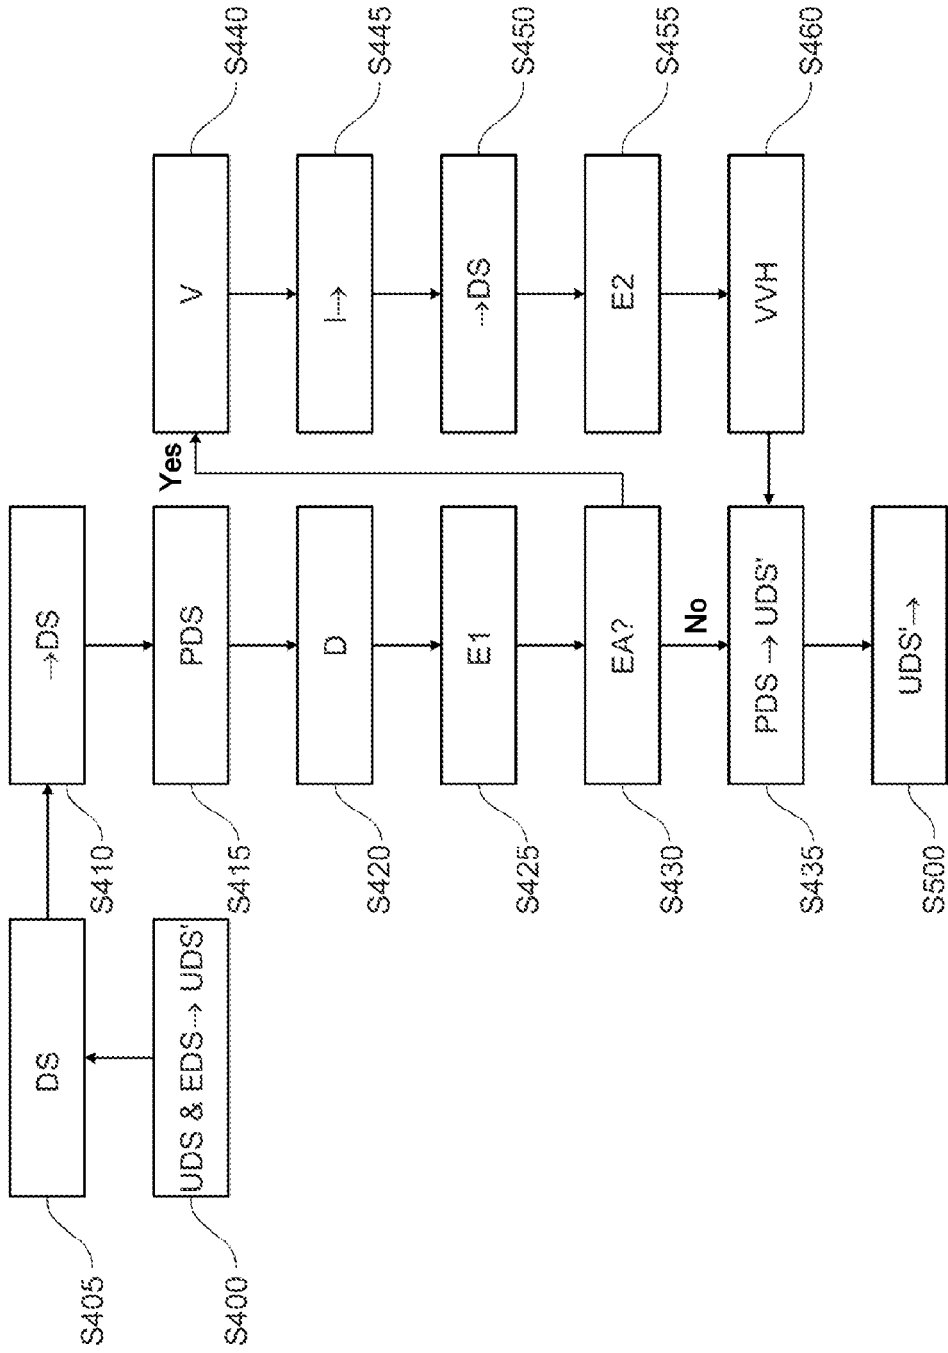 UDS & EDS → UDS'
S400
DS
S405
→DS
S410
PDS
S415
D
S420
E1
S425
EA?
S430
Yes
No
PDS → UDS'
S435
UDS'→
S500
V
S440
I→
S445
→DS
S450
E2
S455
VVH
S460